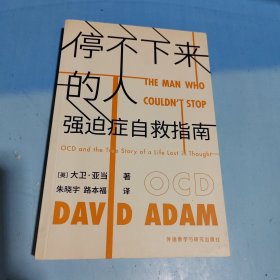 停不下来
的人
THE MAN WHO
COULDN'T STOP
强迫症自救指南
OCD and the True Story of a Life Lost in Thought
[英] 大卫·亚当 著
朱晓宇 路本福 译
OCD
DAVID ADAM
外语教学与研究出版社